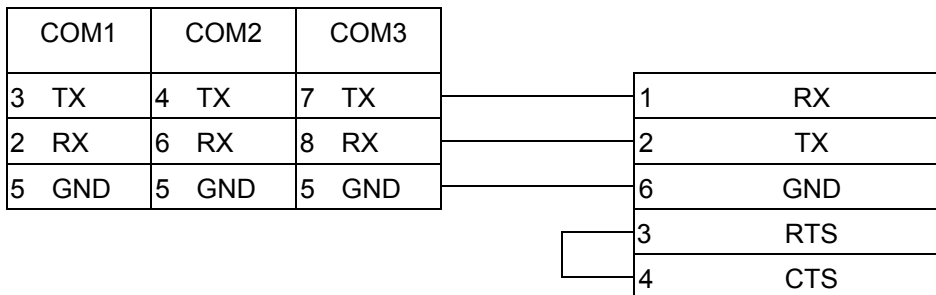 COM1 COM2 COM3
3 TX 4 TX 7 TX 1 RX
2 RX 6 RX 8 RX 2 TX
5 GND 5 GND 5 GND 6 GND
3 RTS
4 CTS